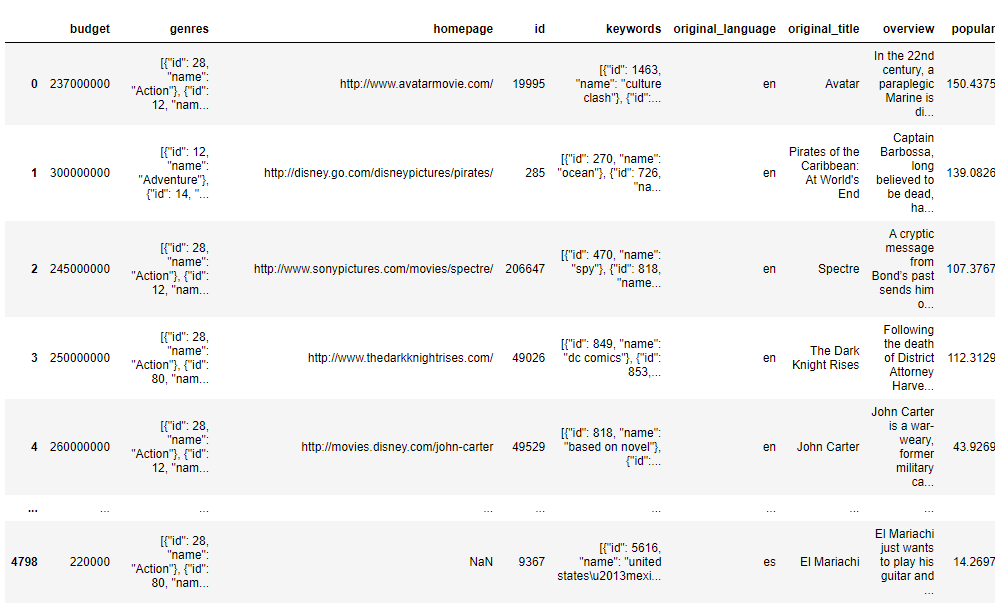 budget genres homepage id keywords original_language original_title overview popular
0 237000000 [{"id": 28, "name": "Action"}, {"id": 12, "nam... http://www.avatarmovie.com/ 19995 [{"id": 1463, "name": "culture clash"}, {"id":... en Avatar In the 22nd century, a paraplegic Marine is di... 150.4375
1 300000000 [{"id": 12, "name": "Adventure"}, {"id": 14, "... http://disney.go.com/disneypictures/pirates/ 285 [{"id": 270, "name": "ocean"}, {"id": 726, "na... en Pirates of the Caribbean: At World's End Captain Barbossa, long believed to be dead, ha... 139.0826
2 245000000 [{"id": 28, "name": "Action"}, {"id": 12, "nam... http://www.sonypictures.com/movies/spectre/ 206647 [{"id": 470, "name": "spy"}, {"id": 818, "name... en Spectre A cryptic message from Bond's past sends him o... 107.3767
3 250000000 [{"id": 28, "name": "Action"}, {"id": 80, "nam... http://www.thedarkknightrises.com/ 49026 [{"id": 849, "name": "dc comics"}, {"id": 853,... en The Dark Knight Rises Following the death of District Attorney Harve... 112.3129
4 260000000 [{"id": 28, "name": "Action"}, {"id": 12, "nam... http://movies.disney.com/john-carter 49529 [{"id": 818, "name": "based on novel"}, {"id":... en John Carter John Carter is a war-weary, former military ca... 43.9269
... ... ... ... ... ... ... ... ...
4798 220000 [{"id": 28, "name": "Action"}, {"id": 80, "nam... NaN 9367 [{"id": 5616, "name": "united states\u2013mexi... es El Mariachi El Mariachi just wants to play his guitar and ... 14.2697